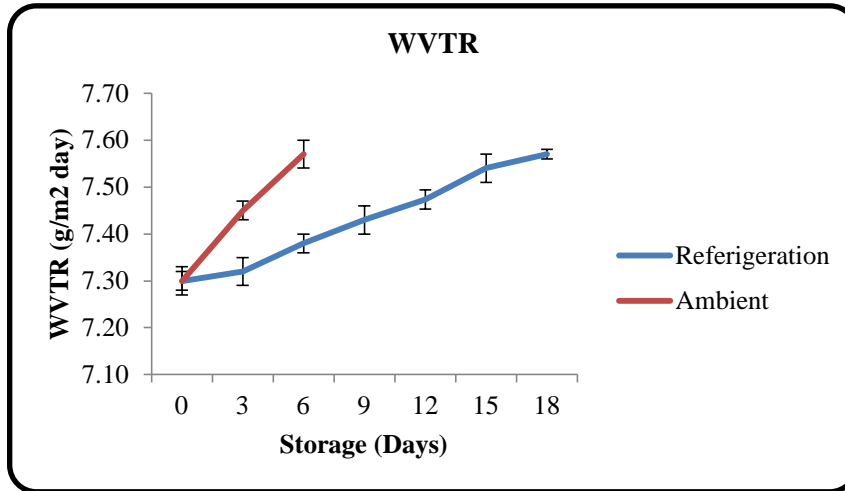 WVTR
7.70
7.60
7.50
7.40
7.30
7.20
7.10
WVTR (g/m2 day)
0 3 6 9 12 15 18
Storage (Days)
Referigeration
Ambient